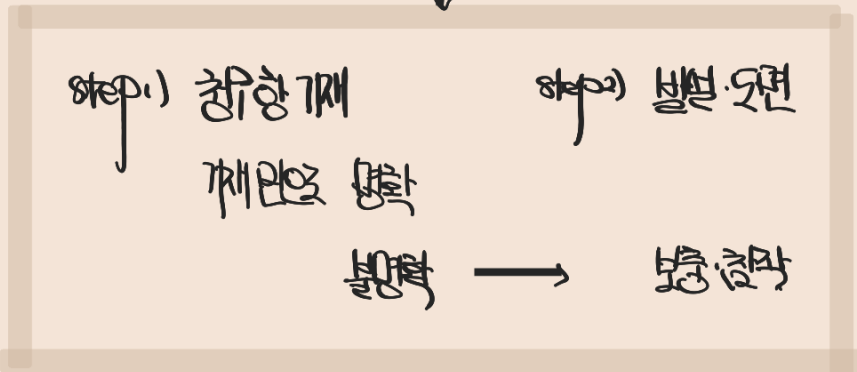 step1) 청구항 기재
step2) 발설·도면
기재만으로 명확
불명확 → 보충·참작